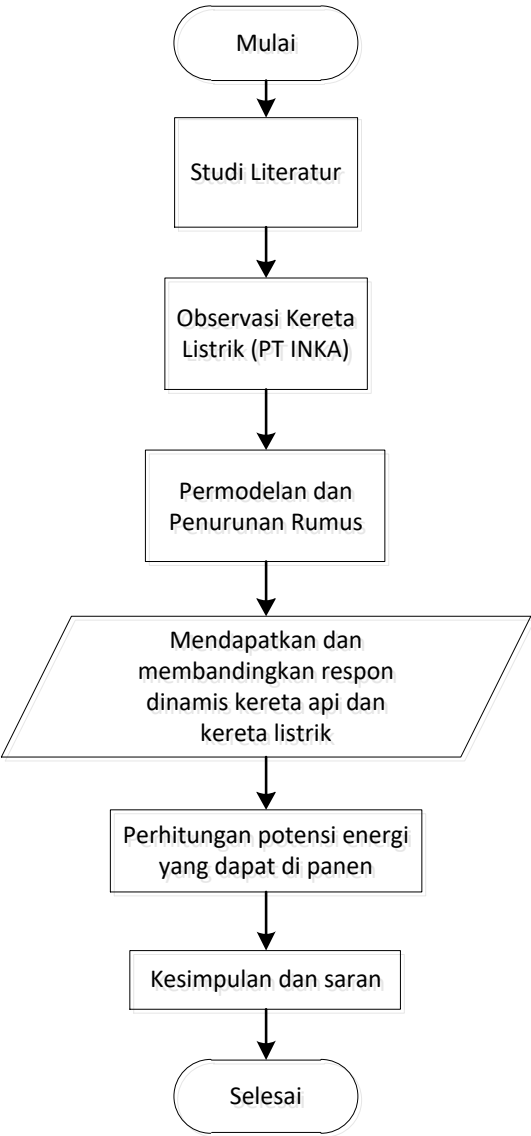 Mulai
Studi Literatur
Observasi Kereta
Listrik (PT INKA)
Permodelan dan
Penurunan Rumus
Mendapatkan dan
membandingkan respon
dinamis kereta api dan
kereta listrik
Perhitungan potensi energi
yang dapat di panen
Kesimpulan dan saran
Selesai